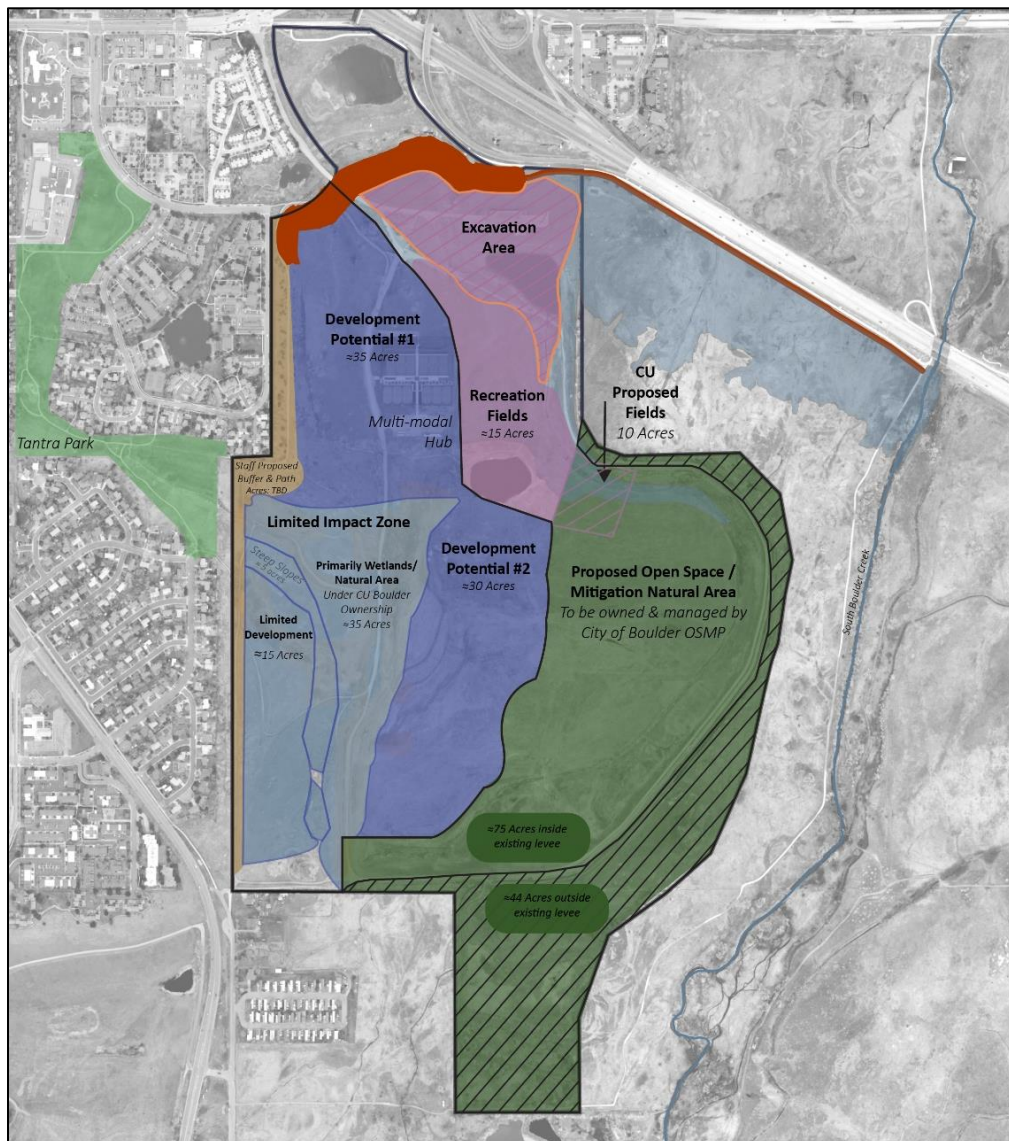 Excavation
Area
Development
Potential #1
≈35 Acres
CU
Proposed
Fields
10 Acres
Recreation
Fields
≈15 Acres
Multi-modal
Hub
Tantra Park
Staff Proposed
Buffer & Path
Acres: TBD
Limited Impact Zone
Steep Slopes
≈5 acres
Primarily Wetlands/
Natural Area
Under CU Boulder
Ownership
≈35 Acres
Development
Potential #2
≈30 Acres
Proposed Open Space /
Mitigation Natural Area
To be owned & managed by
City of Boulder OSMP
South Boulder Creek
Limited
Development
≈15 Acres
≈75 Acres inside
existing levee
≈44 Acres outside
existing levee